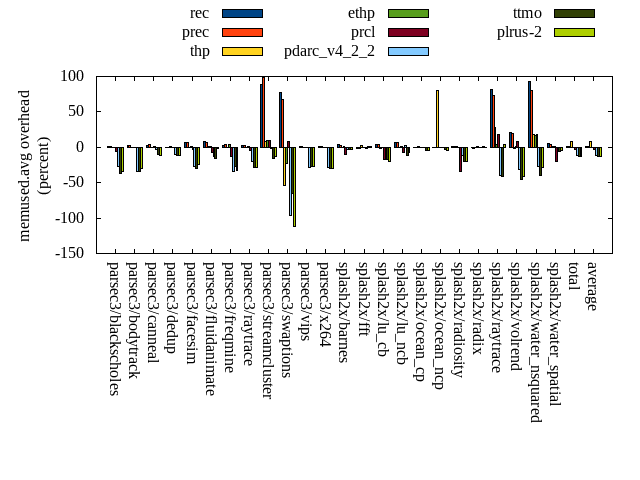 rec
prec
thp
ethp
prcl
pdarc_v4_2_2
ttmo
plrus-2
memused.avg overhead
(percent)
100
50
0
-50
-100
-150
parsec3/blackscholes
parsec3/bodytrack
parsec3/canneal
parsec3/dedup
parsec3/facesim
parsec3/fluidanimate
parsec3/freqmine
parsec3/raytrace
parsec3/streamcluster
parsec3/swaptions
parsec3/vips
parsec3/x264
splash2x/barnes
splash2x/fft
splash2x/lu_cb
splash2x/lu_ncb
splash2x/ocean_cp
splash2x/ocean_ncp
splash2x/radiosity
splash2x/radix
splash2x/raytrace
splash2x/volrend
splash2x/water_nsquared
splash2x/water_spatial
total
average